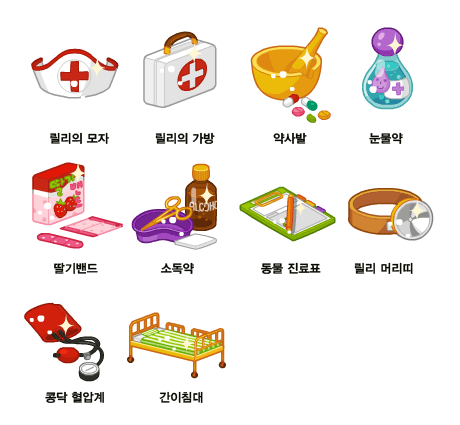 릴리의 모자
릴리의 가방
약사발
눈물약
ALCOHO
딸기밴드
소독약
동물 진료표
릴리 머리띠
콩닥 혈압계
간이침대